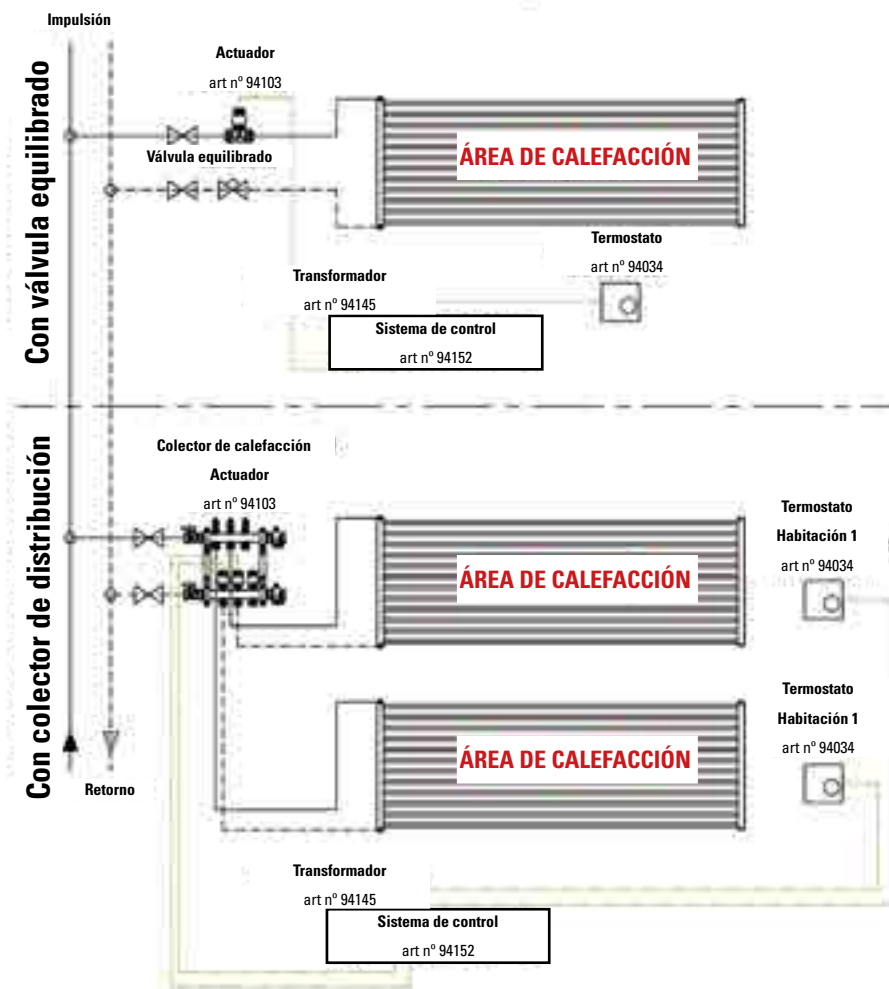 Impulsión
Actuador
art nº 94103
Con válvula equilibrado
Válvula equilibrado
ÁREA DE CALEFACCIÓN
Termostato
art nº 94034
Transformador
art nº 94145
Sistema de control
art nº 94152
Con colector de distribución
Colector de calefacción
Actuador
art nº 94103
ÁREA DE CALEFACCIÓN
Termostato
Habitación 1
art nº 94034
ÁREA DE CALEFACCIÓN
Termostato
Habitación 1
art nº 94034
Retorno
Transformador
art nº 94145
Sistema de control
art nº 94152